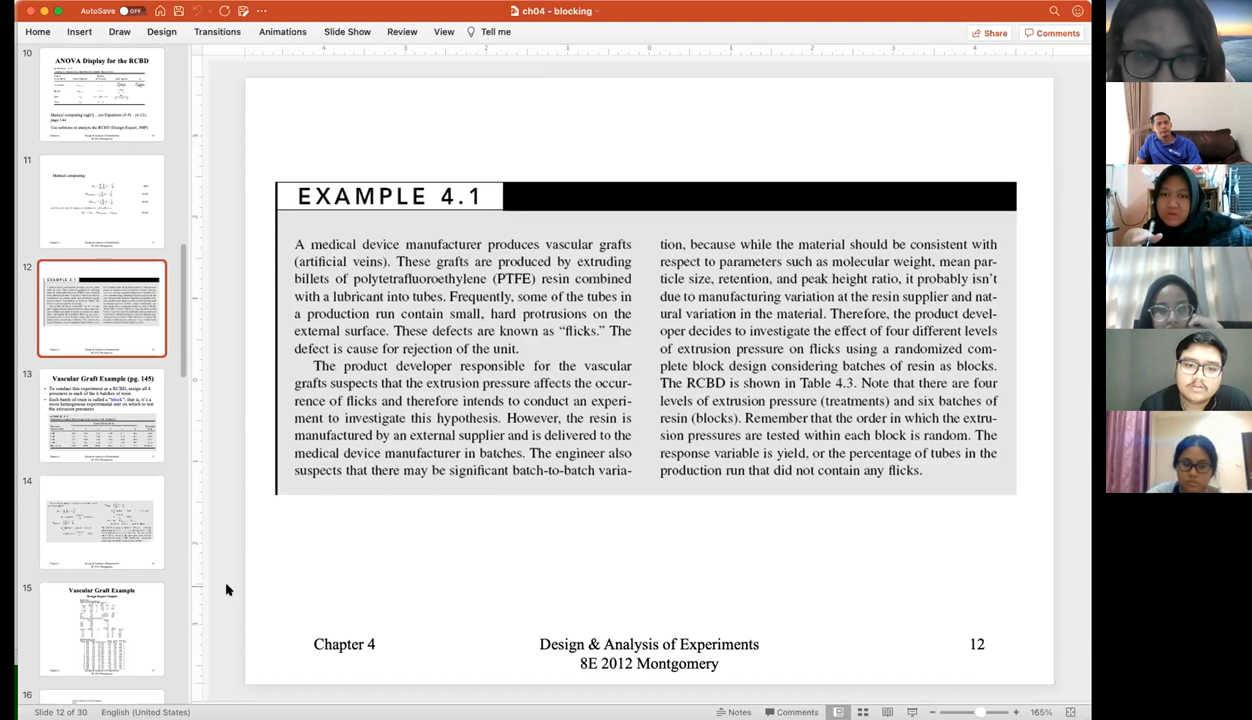 AutoSave OFF
ch04 - blocking
Home Insert Draw Design Transitions Animations Slide Show Review View Tell me
Share Comments
10
ANOVA Display for the RCBD
11
Manual computing:
12
13
Vascular Graft Example (pg. 145)
14
15
Vascular Graft Example
16
EXAMPLE 4.1
A medical device manufacturer produces vascular grafts
(artificial veins). These grafts are produced by extruding
billets of polytetrafluoroethylene (PTFE) resin combined
with a lubricant into tubes. Frequently, some of the tubes in
a production run contain small, hard protrusions on the
external surface. These defects are known as “flicks.” The
defect is cause for rejection of the unit.
The product developer responsible for the vascular
grafts suspects that the extrusion pressure affects the occur-
rence of flicks and therefore intends to conduct an experi-
ment to investigate this hypothesis. However, the resin is
manufactured by an external supplier and is delivered to the
medical device manufacturer in batches. The engineer also
suspects that there may be significant batch-to-batch varia-
tion, because while the material should be consistent with
respect to parameters such as molecular weight, mean par-
ticle size, retention, and peak height ratio, it probably isn’t
due to manufacturing variation at the resin supplier and nat-
ural variation in the material. Therefore, the product devel-
oper decides to investigate the effect of four different levels
of extrusion pressure on flicks using a randomized com-
plete block design considering batches of resin as blocks.
The RCBD is shown in Table 4.3. Note that there are four
levels of extrusion pressure (treatments) and six batches of
resin (blocks). Remember that the order in which the extru-
sion pressures are tested within each block is random. The
response variable is yield, or the percentage of tubes in the
production run that did not contain any flicks.
Chapter 4
Design & Analysis of Experiments
8E 2012 Montgomery
12
Slide 12 of 30 English (United States)
Notes Comments 165%